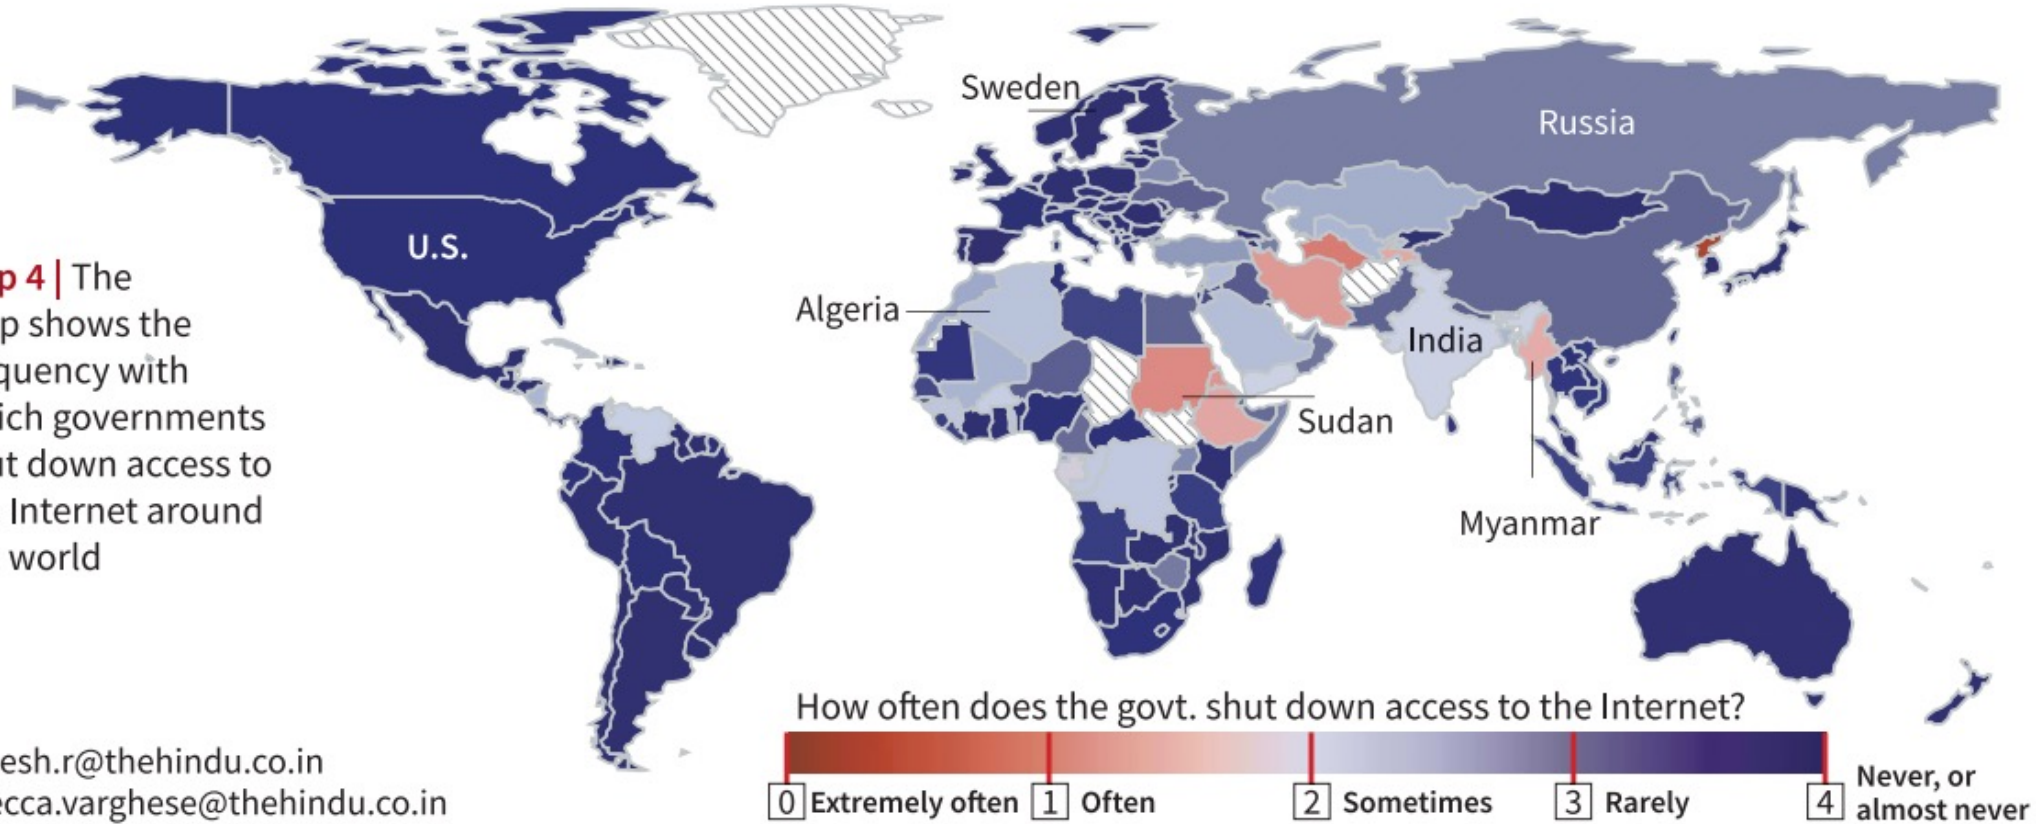 p 4 | The
p shows the
quency with
ich governments
ut down access to
Internet around
world
esh.r@thehindu.co.in
ecca.varghese@thehindu.co.in
Sweden
Russia
U.S.
Algeria
India
Sudan
Myanmar
How often does the govt. shut down access to the Internet?
0 Extremely often 1 Often 2 Sometimes 3 Rarely 4 Never, or
almost never